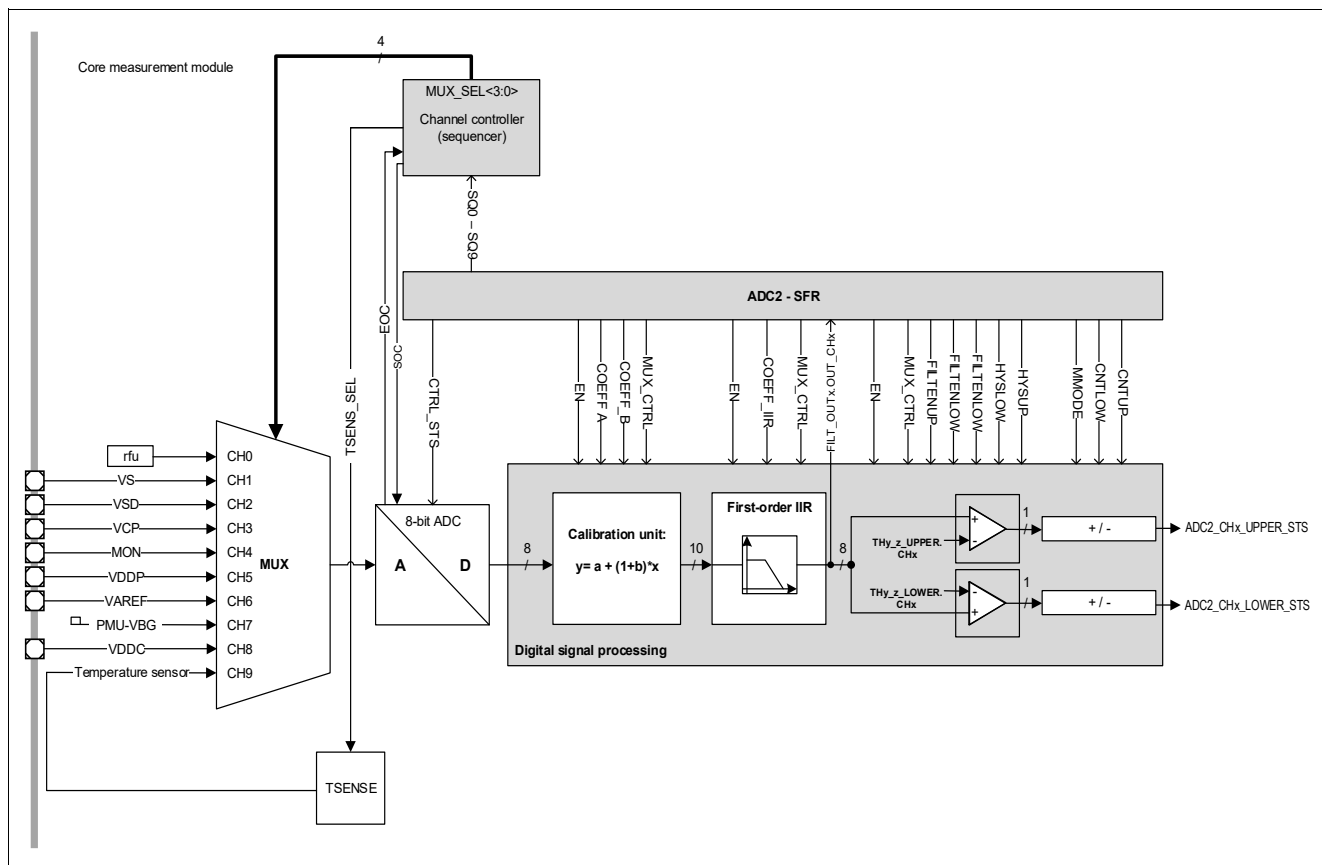 4
Core measurement module
MUX_SEL<3:0>
Channel controller
(sequencer)
SQ0 – SQ9
ADC2 - SFR
EOC
SOC
TSENS_SEL
CTRL_STS
EN
COEFF_A
COEFF_B
MUX_CTRL
EN
COEFF_IIR
MUX_CTRL
FILT_OUTx.OUT_CHx
EN
MUX_CTRL
FILTENUP
FILTENLOW
FILTENLOW
HYSLOW
HYSUP
MMODE
CNTLOW
CNTUP
rfu
CH0
VS
CH1
VSD
CH2
VCP
CH3
MON
CH4
VDDP
CH5
VAREF
CH6
PMU-VBG
CH7
VDDC
CH8
Temperature sensor
CH9
MUX
8-bit ADC
A
D
8
Calibration unit:
y= a + (1+b)*x
10
First-order IIR
8
THy_z_UPPER.
CHx
+
-
1
+ / -
ADC2_CHx_UPPER_STS
THy_z_LOWER.
CHx
-
+
1
+ / -
ADC2_CHx_LOWER_STS
Digital signal processing
TSENSE